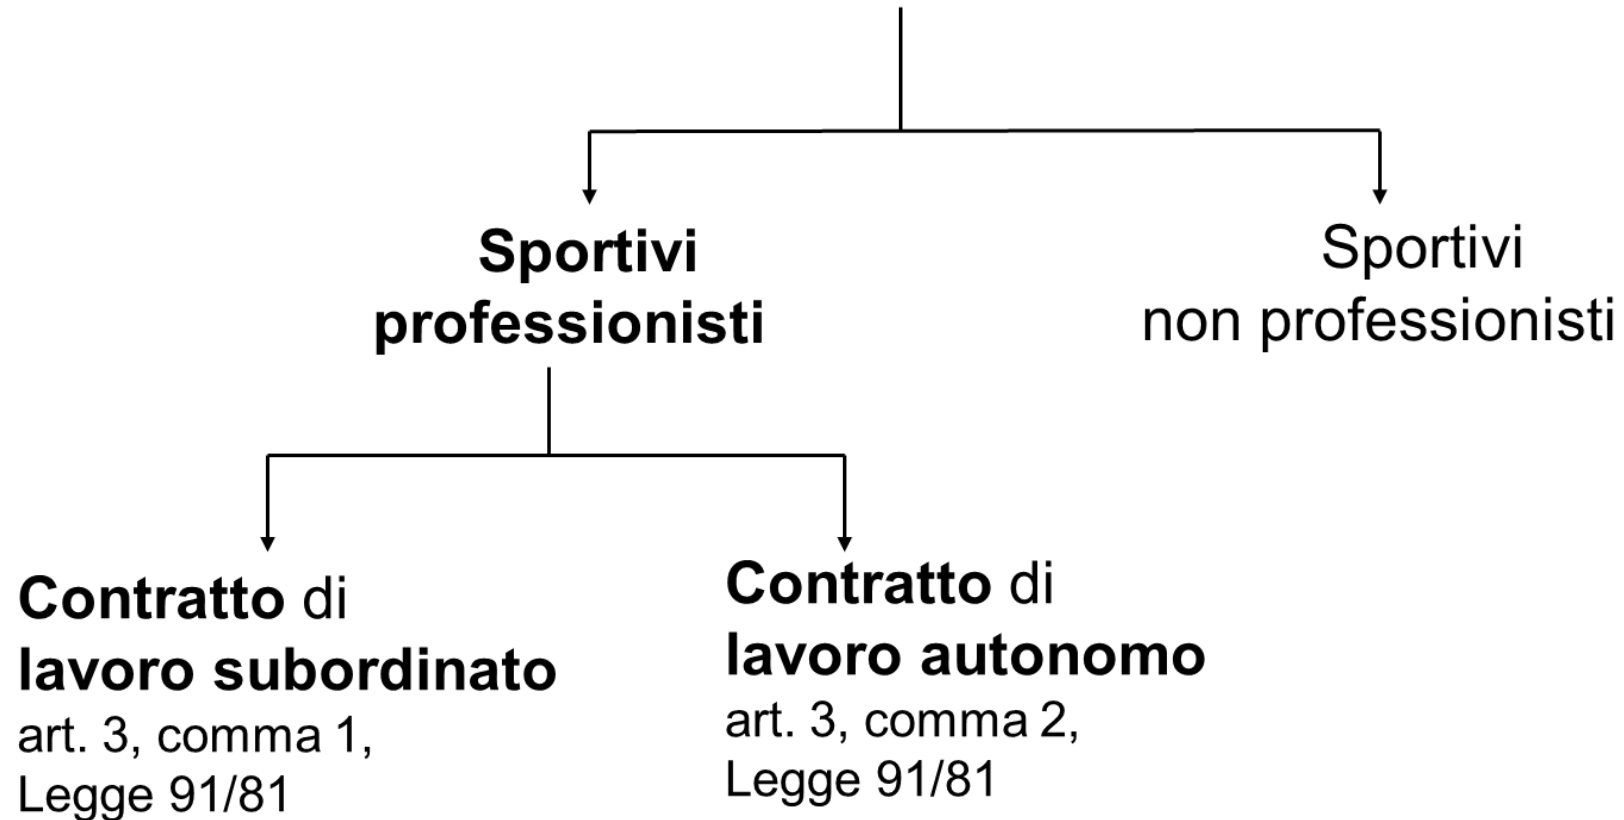 Sportivi
professionisti
Sportivi
non professionisti
Contratto di
lavoro subordinato
art. 3, comma 1,
Legge 91/81
Contratto di
lavoro autonomo
art. 3, comma 2,
Legge 91/81